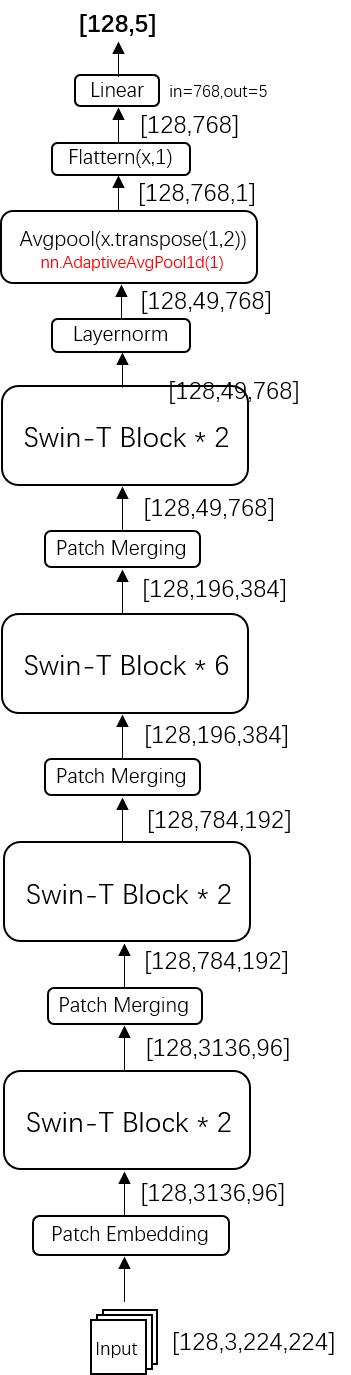 [128,5]
Linear
in=768,out=5
[128,768]
Flattern(x,1)
[128,768,1]
Avgpool(x.transpose(1,2))
nn.AdaptiveAvgPool1d(1)
[128,49,768]
Layernorm
[128,49,768]
Swin-T Block * 2
[128,49,768]
Patch Merging
[128,196,384]
Swin-T Block * 6
[128,196,384]
Patch Merging
[128,784,192]
Swin-T Block * 2
[128,784,192]
Patch Merging
[128,3136,96]
Swin-T Block * 2
[128,3136,96]
Patch Embedding
Input
[128,3,224,224]